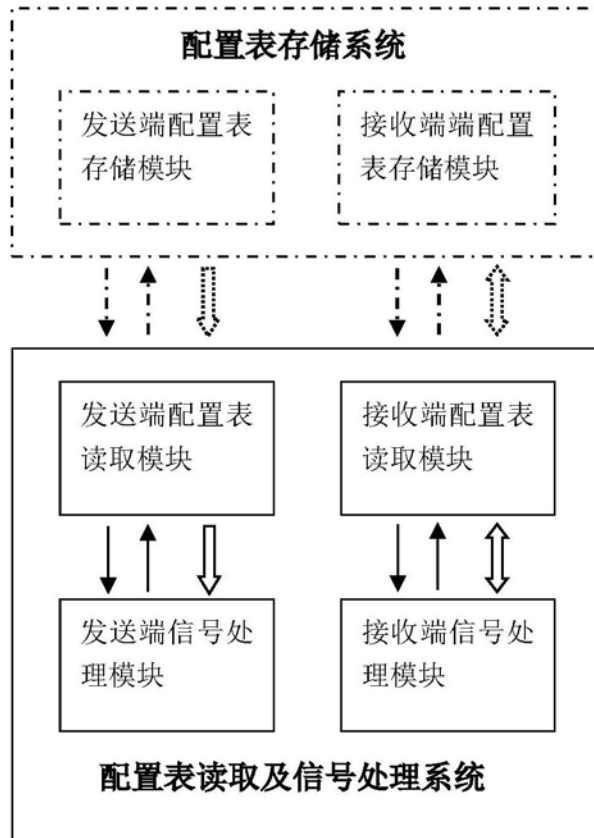 配置表存储系统
发送端配置表
存储模块
接收端端配置
表存储模块
发送端配置表
读取模块
接收端配置表
读取模块
发送端信号处
理模块
接收端信号处
理模块
配置表读取及信号处理系统